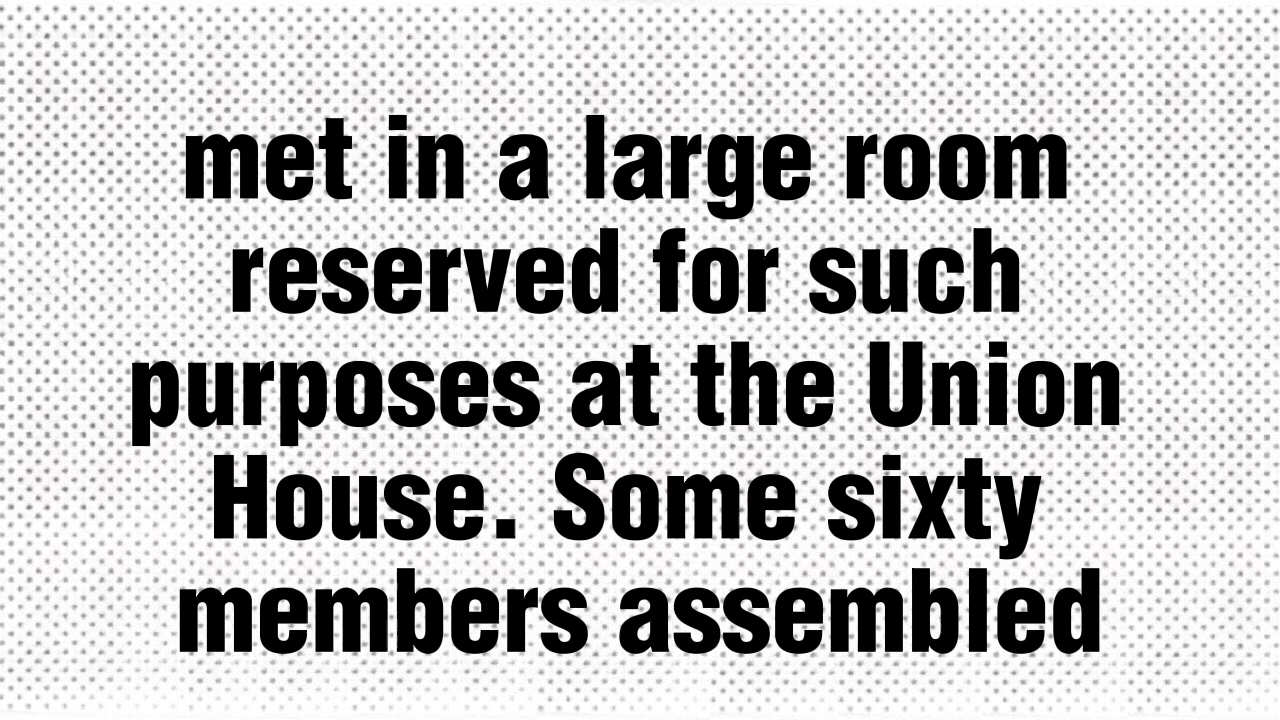 met in a large room
reserved for such
purposes at the Union
House. Some sixty
members assembled